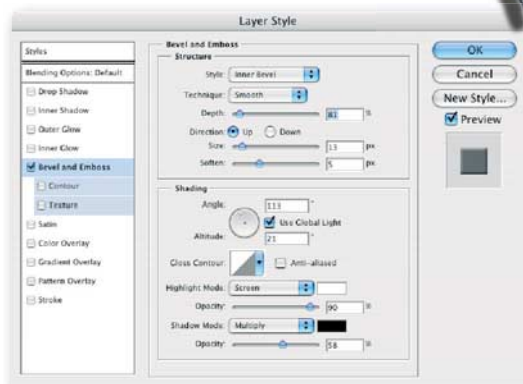 Layer Style
Styles
Blending Options: Default
Drop Shadow
Inner Shadow
Outer Glow
Inner Glow
Bevel and Emboss
Contour
Texture
Satin
Color Overlay
Gradient Overlay
Pattern Overlay
Stroke
Bevel and Emboss
Structure
Style: Inner Bevel
Technique: Smooth
Depth: 81 %
Direction: Up Down
Size: 13 px
Soften: 5 px
Shading
Angle: 113 °
Use Global Light
Altitude: 21 °
Gloss Contour: Anti-aliased
Highlight Mode: Screen
Opacity: 90 %
Shadow Mode: Multiply
Opacity: 58 %
OK
Cancel
New Style...
Preview